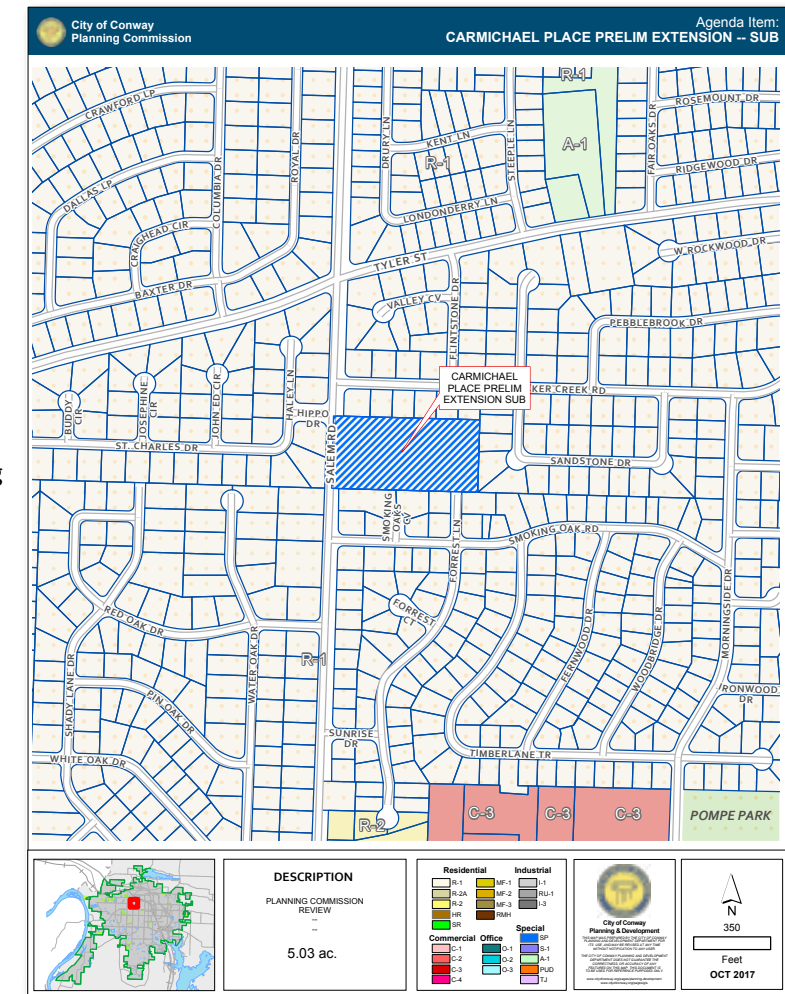 City of Conway
Planning Commission
Agenda Item:
CARMICHAEL PLACE PRELIM EXTENSION -- SUB
R-1
CRAWFORD LP
ROSEMOUNT DR
DRURY LN
KENT LN
STEEPLE LN
A-1
FAIR OAKS DR
ROYAL DR
R-1
COLUMBIA DR
RIDGEWOOD DR
DALLAS LP
LONDONDERRY LN
CRAIGHEAD CIR
W ROCKWOOD DR
TYLER ST
BAXTER DR
VALLEY CV
FLINTSTONE DR
PEBBLEBROOK DR
CARMICHAEL
PLACE PRELIM
EXTENSION SUB
KER CREEK RD
BUDDY
CIR
JOSEPHINE
CIR
JOHN ED CIR
HALEY LN
HIPPO
DR
SALEM RD
ST. CHARLES DR
SANDSTONE DR
g
SMOKING
OAKS
CV
FORREST LN
SMOKING OAK RD
FORREST
CT
MORNINGSIDE DR
RED OAK DR
WATER OAK DR
FERNWOOD DR
WOODBRIDGE DR
R-1
SHADY LANE DR
PIN OAK DR
RONWOOD
DR
SUNRISE
DR
TIMBERLANE TR
WHITE OAK DR
R-2
C-3
C-3
C-3
POMPE PARK
DESCRIPTION
PLANNING COMMISSION
REVIEW
--
--
5.03 ac.
Residential
R-1
R-2A
R-2
HR
SR
MF-1
MF-2
MF-3
RMH
Industrial
I-1
RU-1
I-3
Commercial
C-1
C-2
C-3
C-4
Office
O-1
O-2
O-3
Special
SP
S-1
A-1
PUD
TJ
City of Conway
Planning & Development
N
350
Feet
OCT 2017